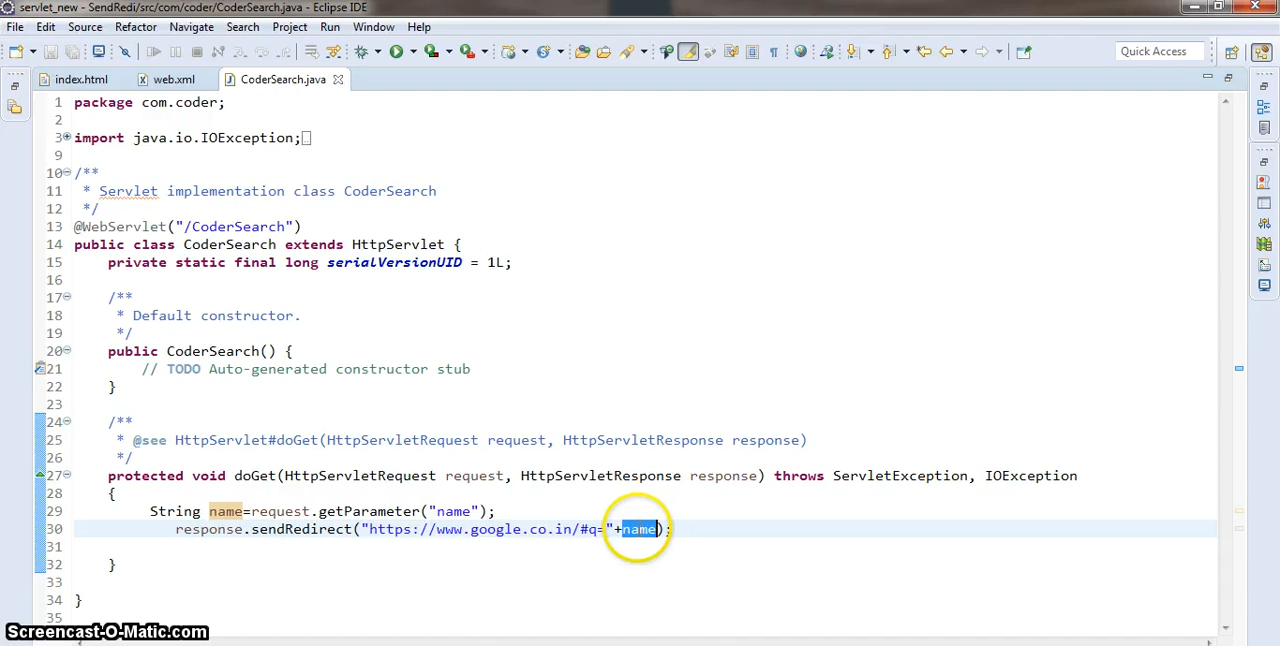 servlet_new - SendRedi/src/com/coder/CoderSearch.java - Eclipse IDE
File Edit Source Refactor Navigate Search Project Run Window Help
Quick Access
index.html web.xml CoderSearch.java
1 package com.coder;
2
3 import java.io.IOException;
9
10 /**
11 * Servlet implementation class CoderSearch
12 */
13 @WebServlet("/CoderSearch")
14 public class CoderSearch extends HttpServlet {
15 private static final long serialVersionUID = 1L;
16
17 /**
18 * Default constructor.
19 */
20 public CoderSearch() {
21 // TODO Auto-generated constructor stub
22 }
23
24 /**
25 * @see HttpServlet#doGet(HttpServletRequest request, HttpServletResponse response)
26 */
27 protected void doGet(HttpServletRequest request, HttpServletResponse response) throws ServletException, IOException
28 {
29 String name=request.getParameter("name");
30 response.sendRedirect("https://www.google.co.in/#q="+name);
31
32 }
33
34 }
35
Screencast-O-Matic.com